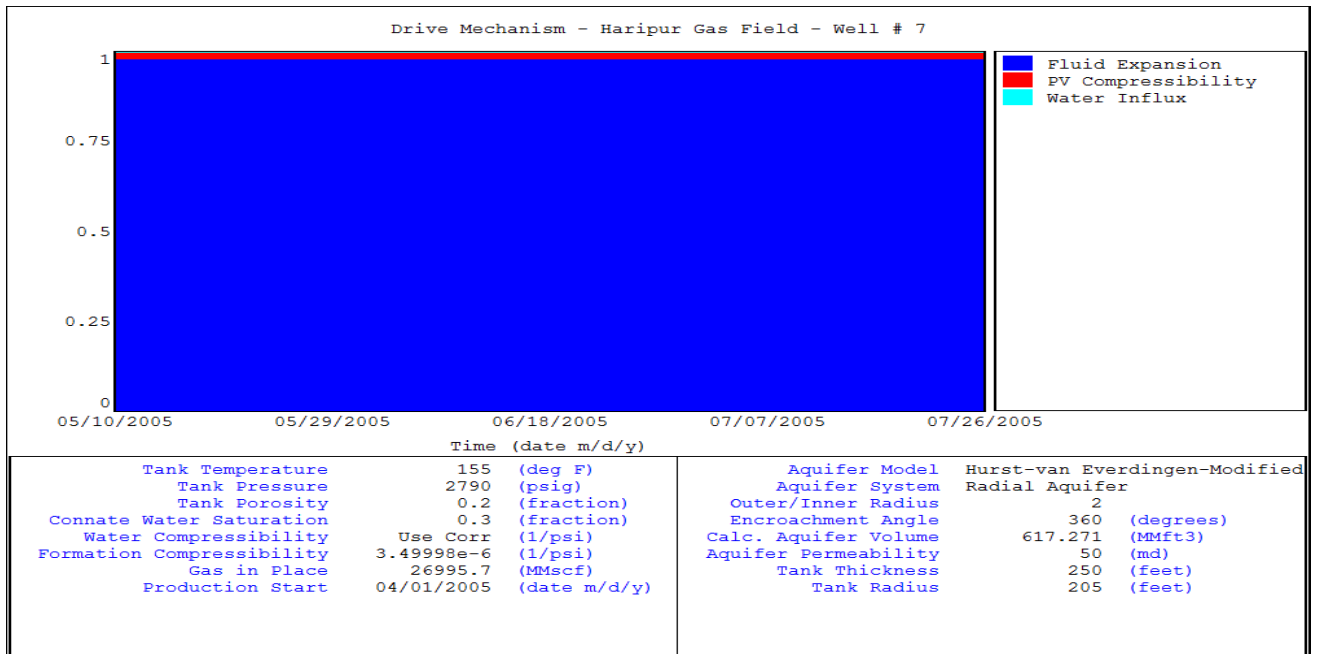 Drive Mechanism - Haripur Gas Field - Well # 7
Fluid Expansion
PV Compressibility
Water Influx
1
0.75
0.5
0.25
0
05/10/2005 05/29/2005 06/18/2005 07/07/2005 07/26/2005
Time (date m/d/y)
Tank Temperature 155 (deg F)
Tank Pressure 2790 (psig)
Tank Porosity 0.2 (fraction)
Connate Water Saturation 0.3 (fraction)
Water Compressibility Use Corr (1/psi)
Formation Compressibility 3.49998e-6 (1/psi)
Gas in Place 26995.7 (MMscf)
Production Start 04/01/2005 (date m/d/y)
Aquifer Model Hurst-van Everdingen-Modified
Aquifer System Radial Aquifer
Outer/Inner Radius 2
Encroachment Angle 360 (degrees)
Calc. Aquifer Volume 617.271 (MMft3)
Aquifer Permeability 50 (md)
Tank Thickness 250 (feet)
Tank Radius 205 (feet)